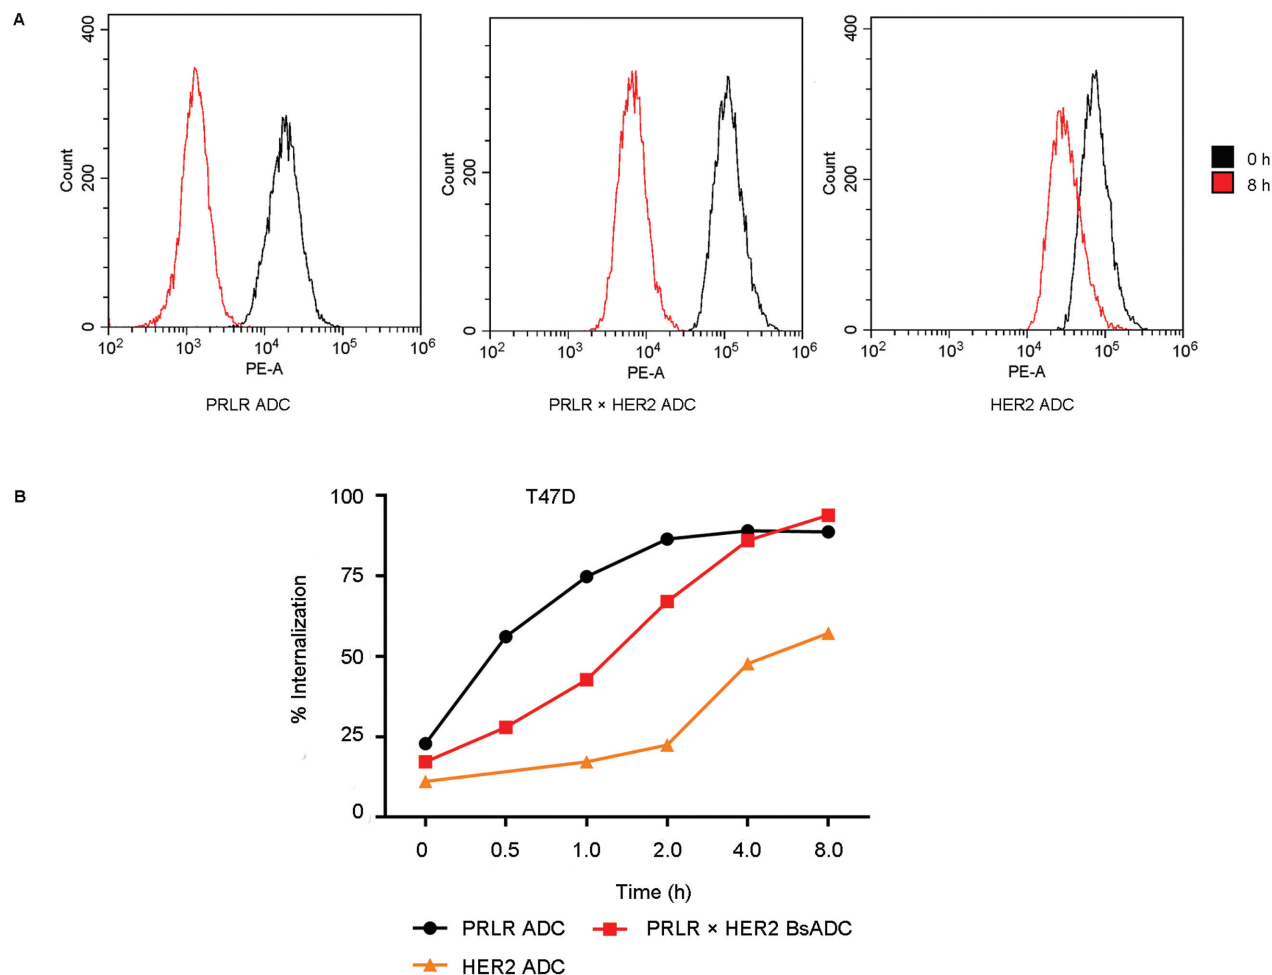 A
400
200
0
Count
10² 10³ 10⁴ 10⁵ 10⁶
PE-A
PRLR ADC
200
0
Count
10² 10³ 10⁴ 10⁵ 10⁶
PE-A
PRLR × HER2 ADC
400
200
0
Count
10² 10³ 10⁴ 10⁵ 10⁶
PE-A
HER2 ADC
0 h
8 h
B
T47D
100
75
50
25
0
% Internalization
0 0.5 1.0 2.0 4.0 8.0
Time (h)
PRLR ADC PRLR × HER2 BsADC
HER2 ADC